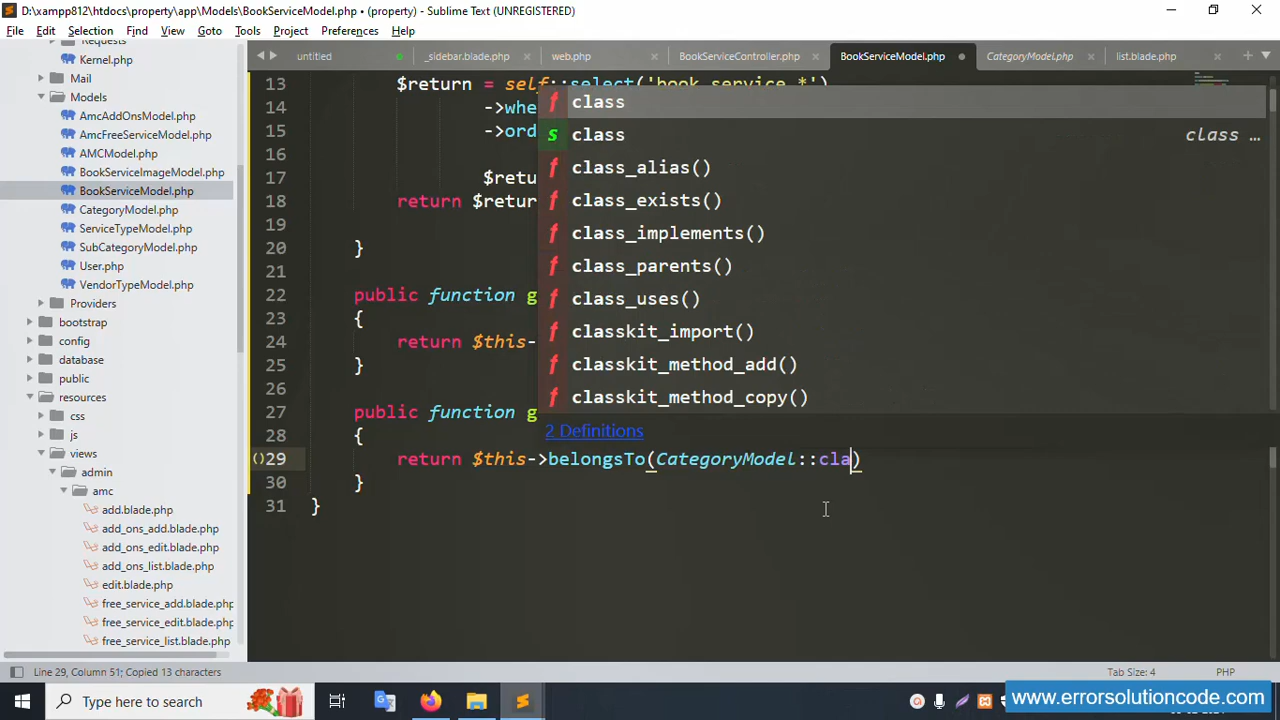 D:\xampp812\htdocs\property\app\Models\BookServiceModel.php • (property) - Sublime Text (UNREGISTERED)
File Edit Selection Find View Goto Tools Project Preferences Help
untitled _sidebar.blade.php web.php BookServiceController.php BookServiceModel.php CategoryModel.php list.blade.php
Requests
Kernel.php
Mail
Models
AmcAddOnsModel.php
AmcFreeServiceModel.php
AMCModel.php
BookServiceImageModel.php
BookServiceModel.php
CategoryModel.php
ServiceTypeModel.php
SubCategoryModel.php
User.php
VendorTypeModel.php
Providers
bootstrap
config
database
public
resources
css
js
views
admin
amc
add.blade.php
add_ons_add.blade.php
add_ons_edit.blade.php
add_ons_list.blade.php
edit.blade.php
free_service_add.blade.php
free_service_edit.blade.php
free_service_list.blade.php
13 $return = self::select('book_service.*')
14 ->whe
15 ->ord
16
17 $retu
18 return $retur
19
20 }
21
22 public function g
23 {
24 return $this-
25 }
26
27 public function g
28 {
29 return $this->belongsTo(CategoryModel::cla)
30 }
31 }
f class
s class class …
f class_alias()
f class_exists()
f class_implements()
f class_parents()
f class_uses()
f classkit_import()
f classkit_method_add()
f classkit_method_copy()
2 Definitions
Line 29, Column 51; Copied 13 characters Tab Size: 4 PHP
Type here to search
www.errorsolutioncode.com